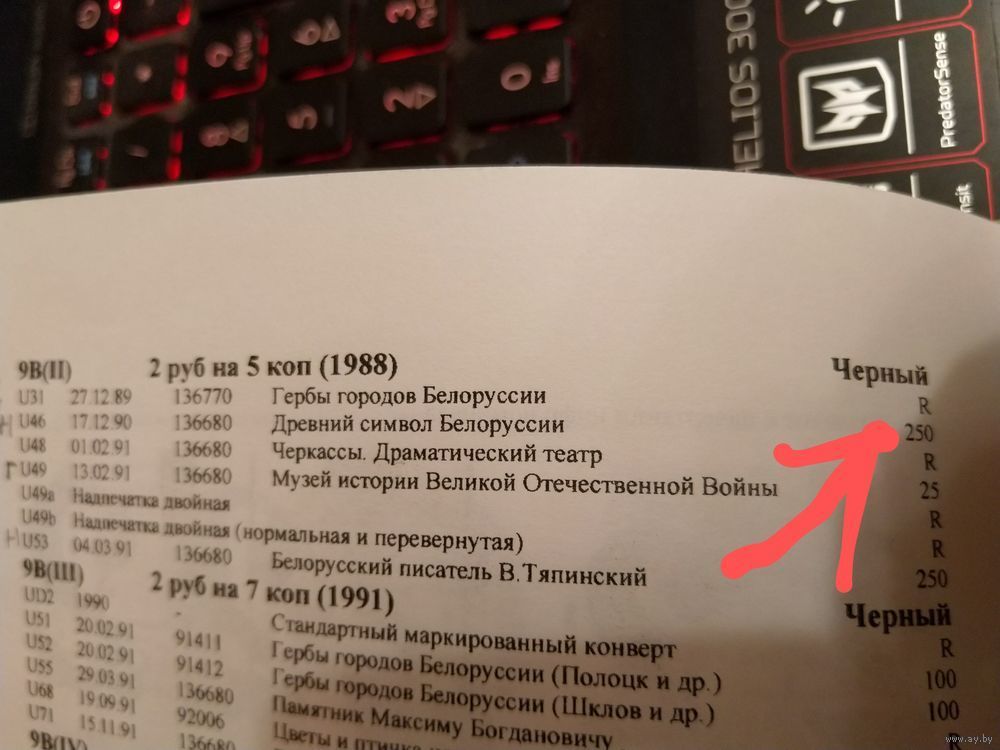 HELIOS 300
PredatorSense
9B(II) 2 руб на 5 коп (1988) Черный
U31 27.12.89 136770 Гербы городов Белоруссии R
U46 17.12.90 136680 Древний символ Белоруссии 250
U48 01.02.91 136680 Черкассы. Драматический театр R
U49 13.02.91 136680 Музей истории Великой Отечественной Войны 25
U49a Надпечатка двойная R
U49b Надпечатка двойная (нормальная и перевернутая) R
U53 04.03.91 136680 Белорусский писатель В.Тяпинский 250
9B(III) 2 руб на 7 коп (1991) Черный
UD2 1990 - Стандартный маркированный конверт R
U51 20.02.91 91411 Гербы городов Белоруссии (Полоцк и др.) 100
U52 20.02.91 91412 Гербы городов Белоруссии (Шклов и др.) 100
U55 29.03.91 136680 Памятник Максиму Богдановичу
U68 19.09.91 92006 Цветы и
U71 15.11.91 136680
9B(IV)
www.ay.by